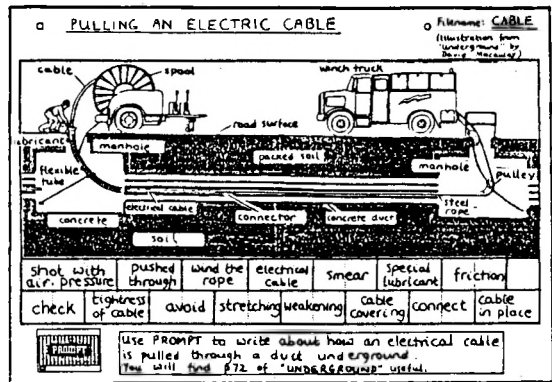 PULLING AN ELECTRIC CABLE
Filename: CABLE
(Illustration from
"Underground" by
David Macaulay)
cable
spool
winch truck
road surface
lubricant
manhole
packed soil
manhole
flexible
tube
pulley
electrical cable
connector
concrete duct
steel
rope
concrete
soil
shot with
air pressure
pushed
through
wind the
rope
electrical
cable
smear
special
lubricant
friction
check
tightness
of cable
avoid
stretching
weakening
cable
covering
connect
cable
in place
PROMPT
Use PROMPT to write about how an electrical cable
is pulled through a duct underground.
You will find p72 of "UNDERGROUND" useful.